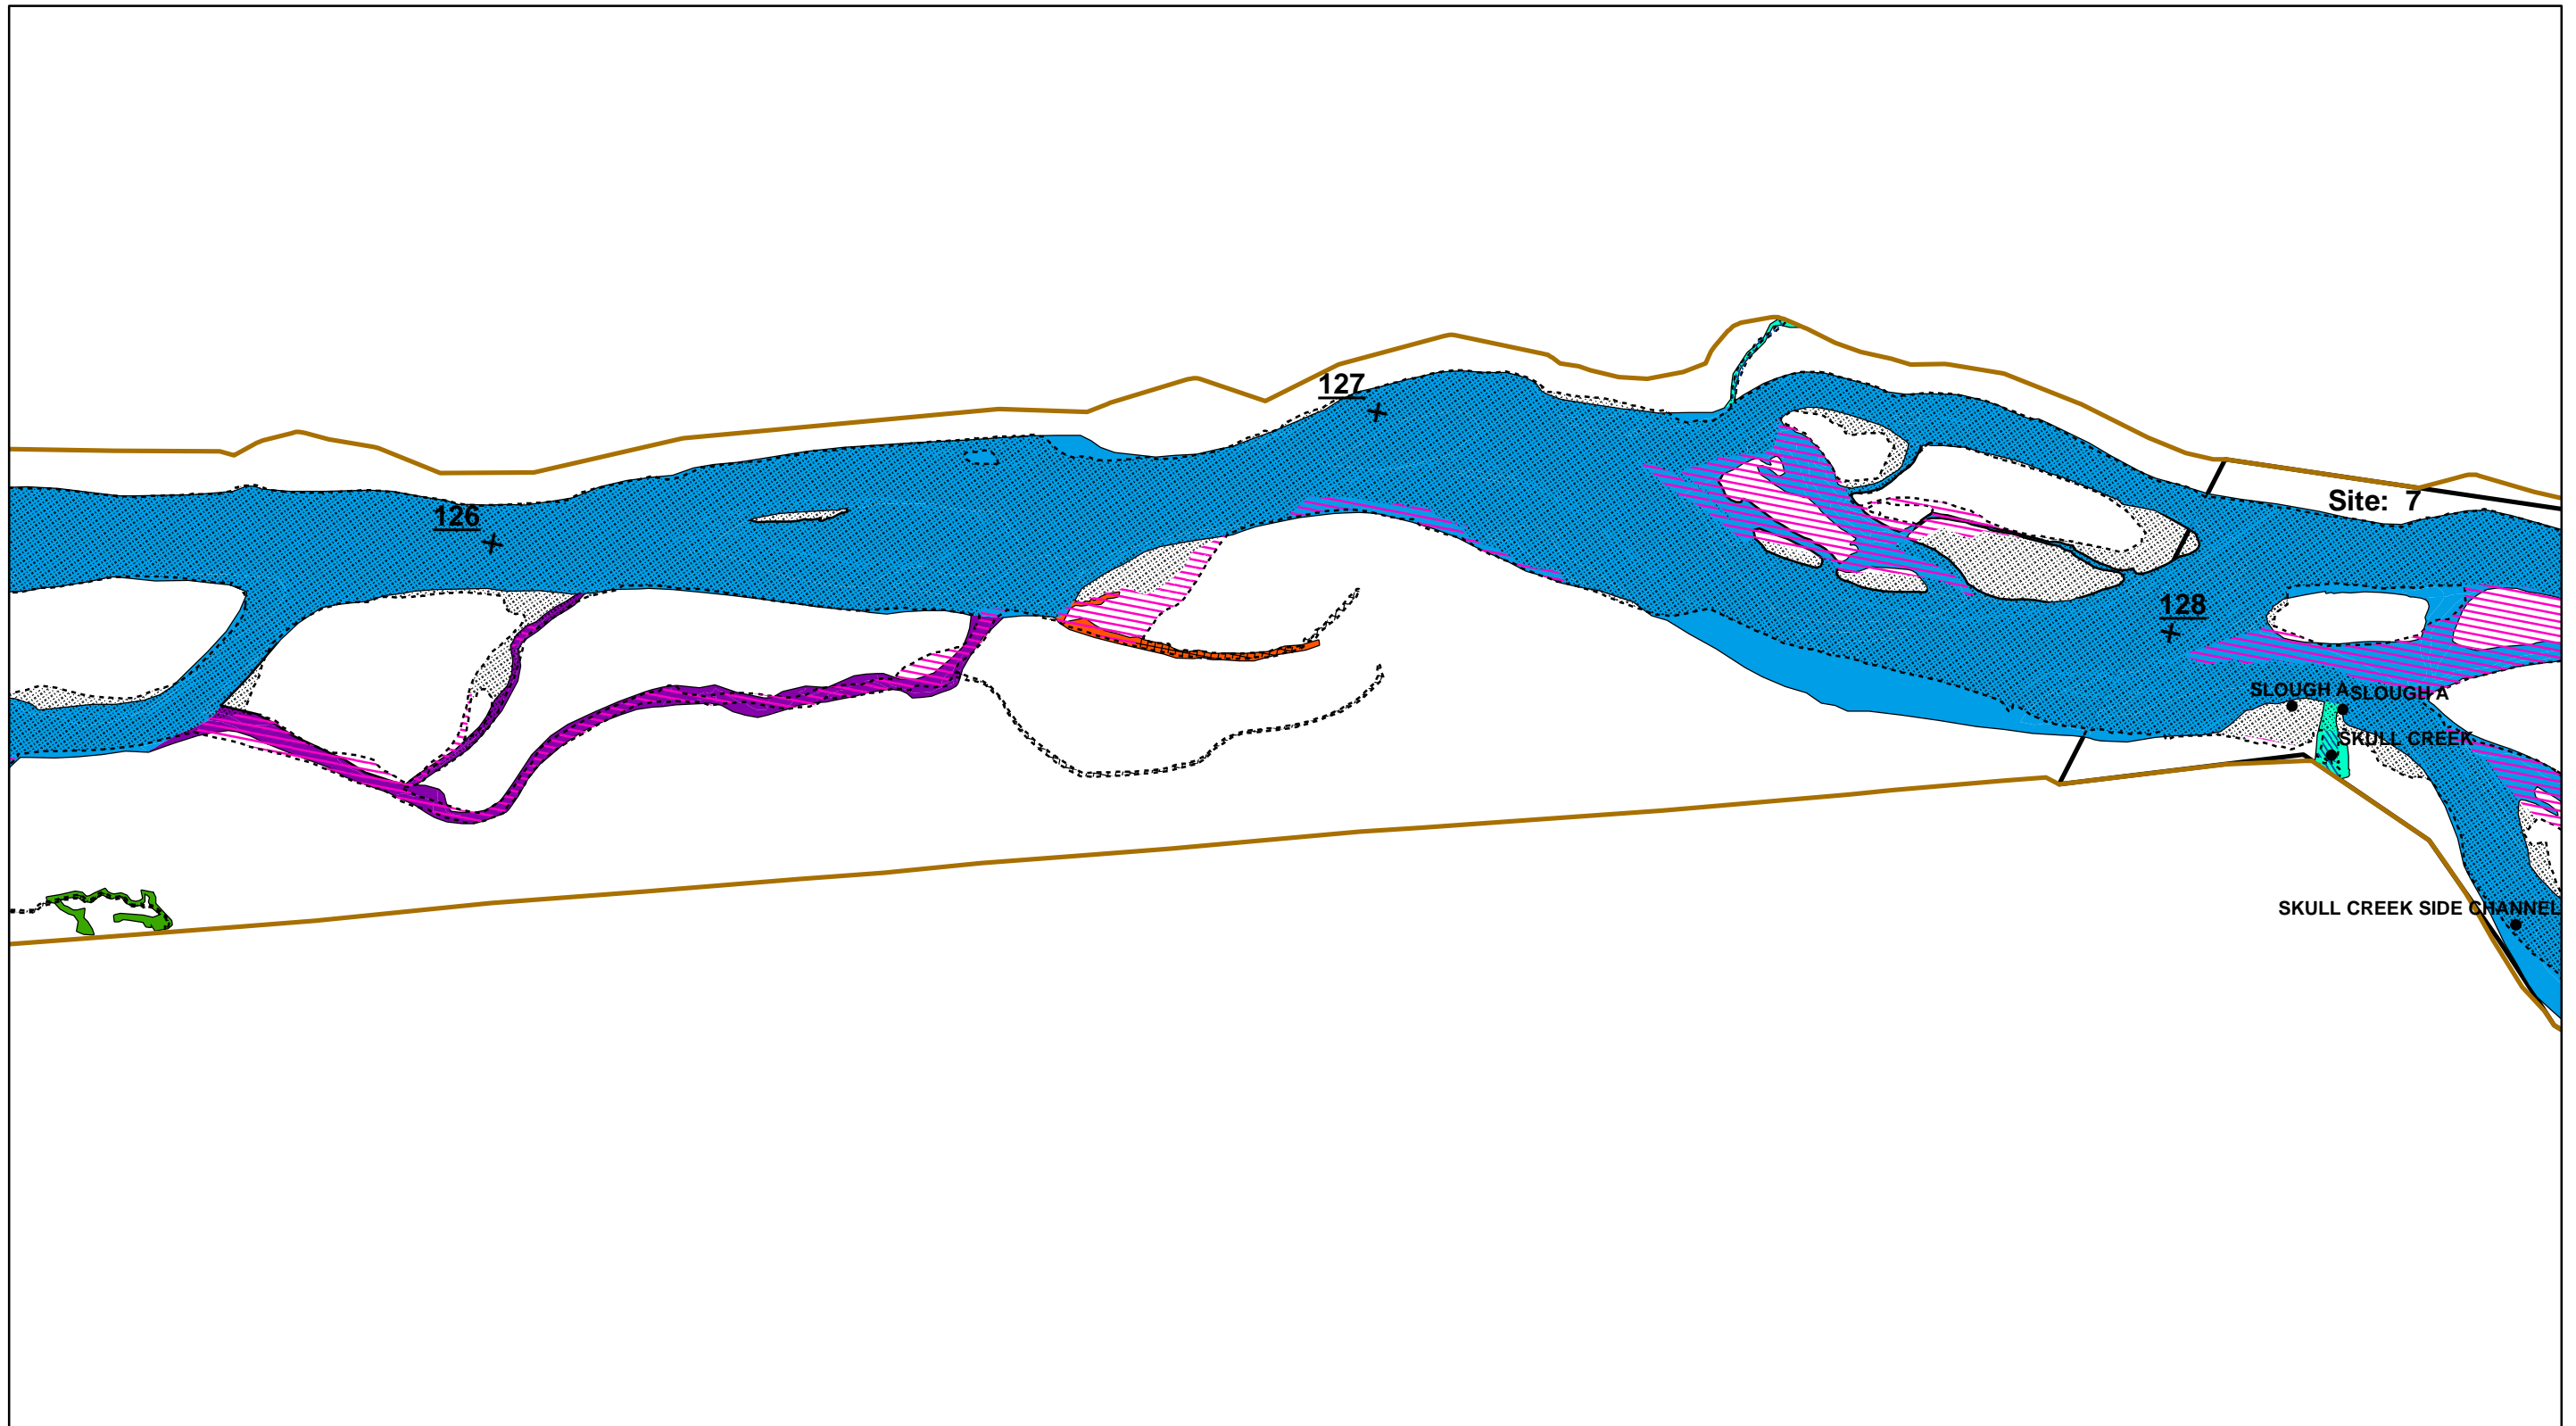 127
Site: 7
126
128
SLOUGH A
SLOUGH A
SKULL CREEK
SKULL CREEK SIDE CHANNEL